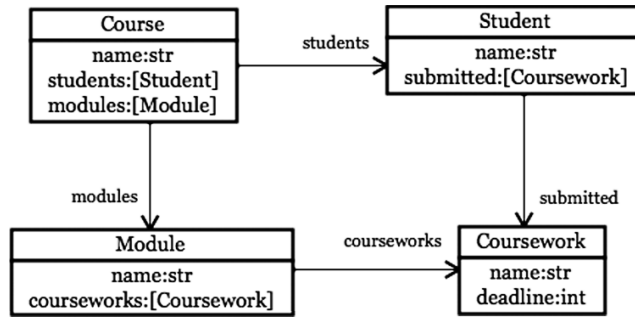 Course
name:str
students:[Student]
modules:[Module]
students
Student
name:str
submitted:[Coursework]
modules
submitted
Module
name:str
courseworks:[Coursework]
courseworks
Coursework
name:str
deadline:int